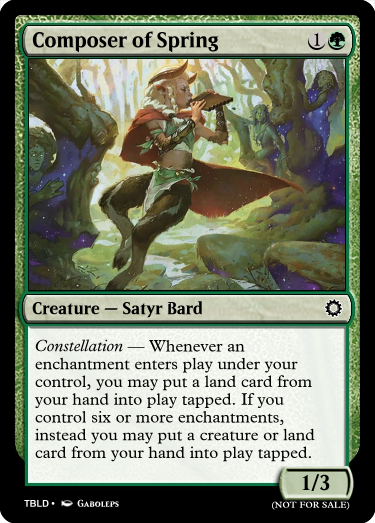 Composer of Spring 1
Creature — Satyr Bard
Constellation — Whenever an
enchantment enters play under your
control, you may put a land card from
your hand into play tapped. If you
control six or more enchantments,
instead you may put a creature or land
card from your hand into play tapped.
1/3
TBLD • Gaboleps
(NOT FOR SALE)